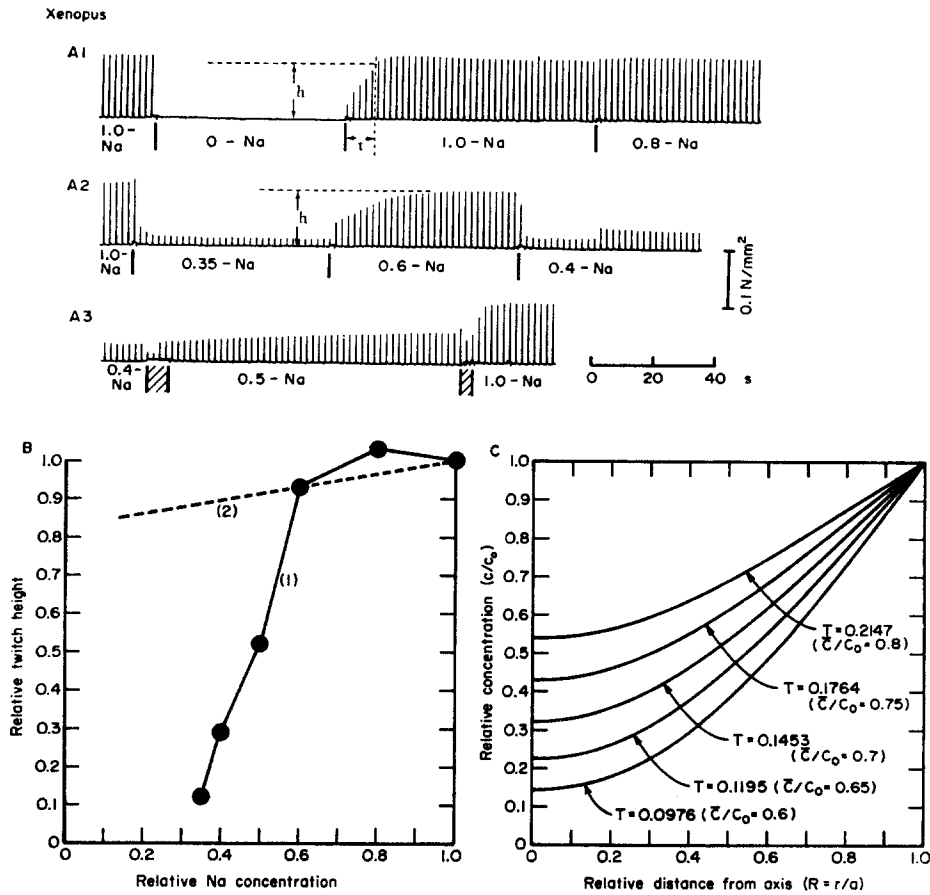 Xenopus
A1
h
t
1.0-
Na
0 - Na
1.0-Na
0.8-Na
A2
h
1.0-
Na
0.35-Na
0.6-Na
0.4-Na
0.1 N/mm²
A3
0.4-
Na
0.5-Na
1.0-Na
0 20 40 s
B
Relative twitch height
1.0
0.9
0.8
0.7
0.6
0.5
0.4
0.3
0.2
0.1
0
(2)
(1)
0 0.2 0.4 0.6 0.8 1.0
Relative Na concentration
C
Relative concentration (c/c₀)
1.0
0.9
0.8
0.7
0.6
0.5
0.4
0.3
0.2
0.1
T=0.2147
(C̄/C₀=0.8)
T=0.1764
(C̄/C₀=0.75)
T=0.1453
(C̄/C₀=0.7)
T=0.1195 (C̄/C₀=0.65)
T=0.0976 (C̄/C₀=0.6)
0 0.2 0.4 0.6 0.8 1.0
Relative distance from axis (R=r/a)